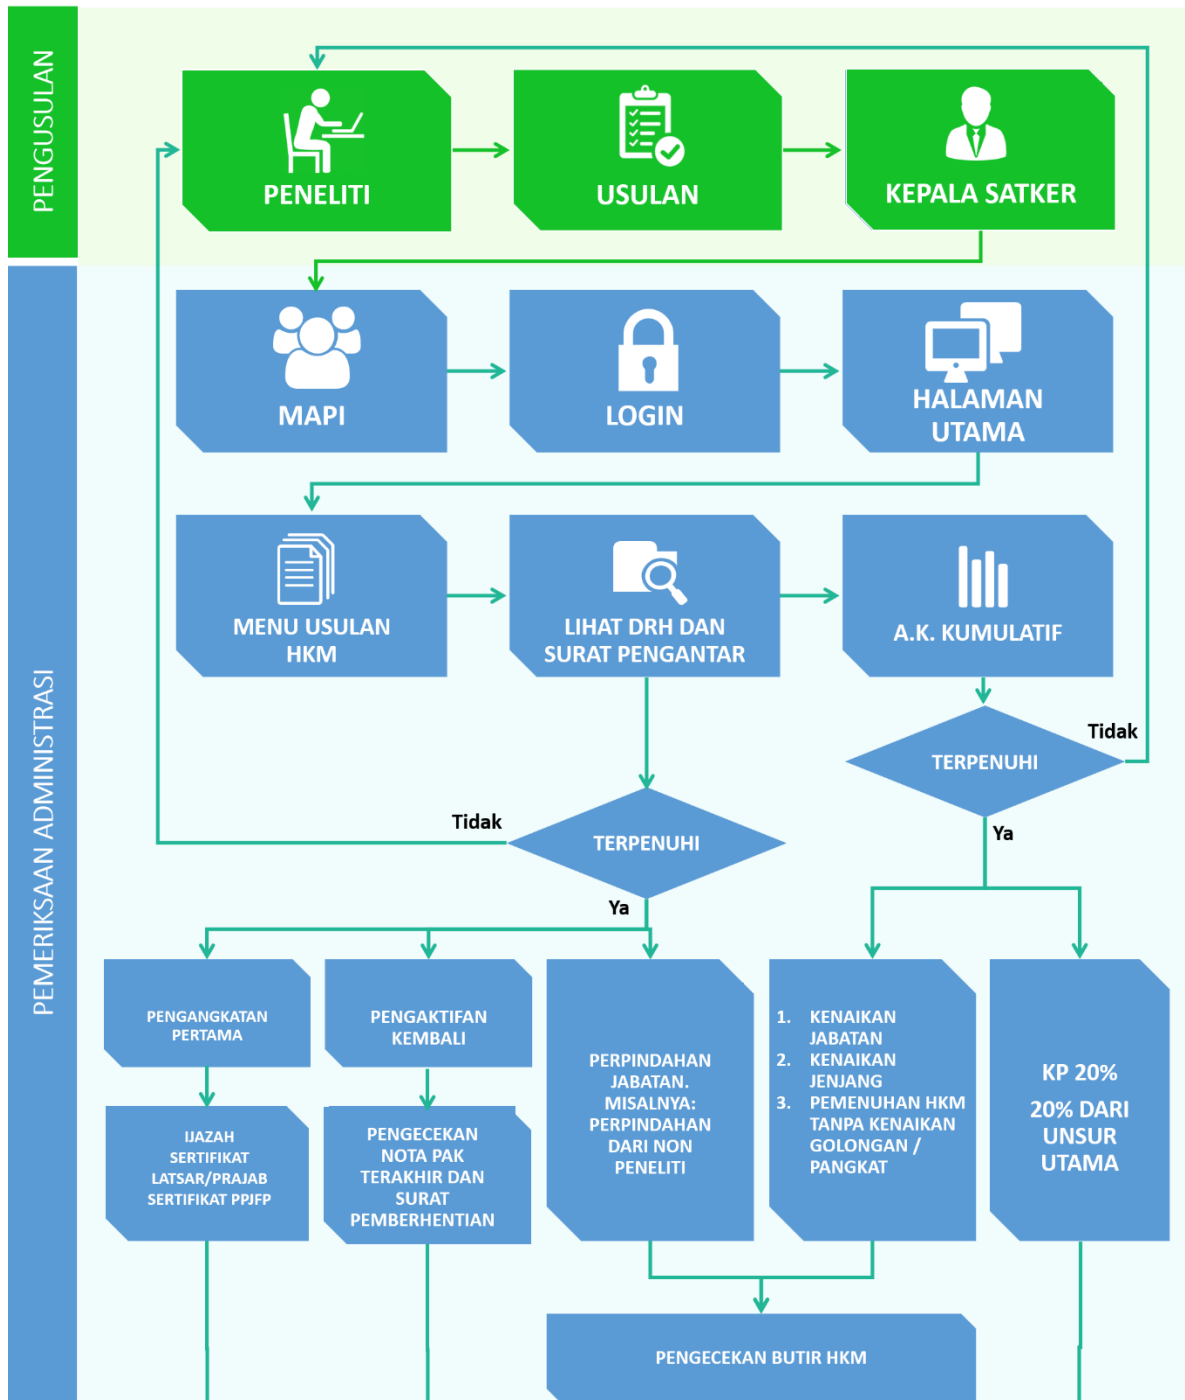 PENGUSULAN
PENELITI
USULAN
KEPALA SATKER
PEMERIKSAAN ADMINISTRASI
MAPI
LOGIN
HALAMAN
UTAMA
MENU USULAN
HKM
LIHAT DRH DAN
SURAT PENGANTAR
A.K. KUMULATIF
TERPENUHI
Tidak
Ya
TERPENUHI
Tidak
Ya
PENGANGKATAN
PERTAMA
PENGAKTIFAN
KEMBALI
PERPINDAHAN
JABATAN.
MISALNYA:
PERPINDAHAN
DARI NON
PENELITI
1. KENAIKAN
JABATAN
2. KENAIKAN
JENJANG
3. PEMENUHAN HKM
TANPA KENAIKAN
GOLONGAN /
PANGKAT
KP 20%
20% DARI
UNSUR
UTAMA
IJAZAH
SERTIFIKAT
LATSAR/PRAJAB
SERTIFIKAT PPJFP
PENGECEKAN
NOTA PAK
TERAKHIR DAN
SURAT
PEMBERHENTIAN
PENGECEKAN BUTIR HKM